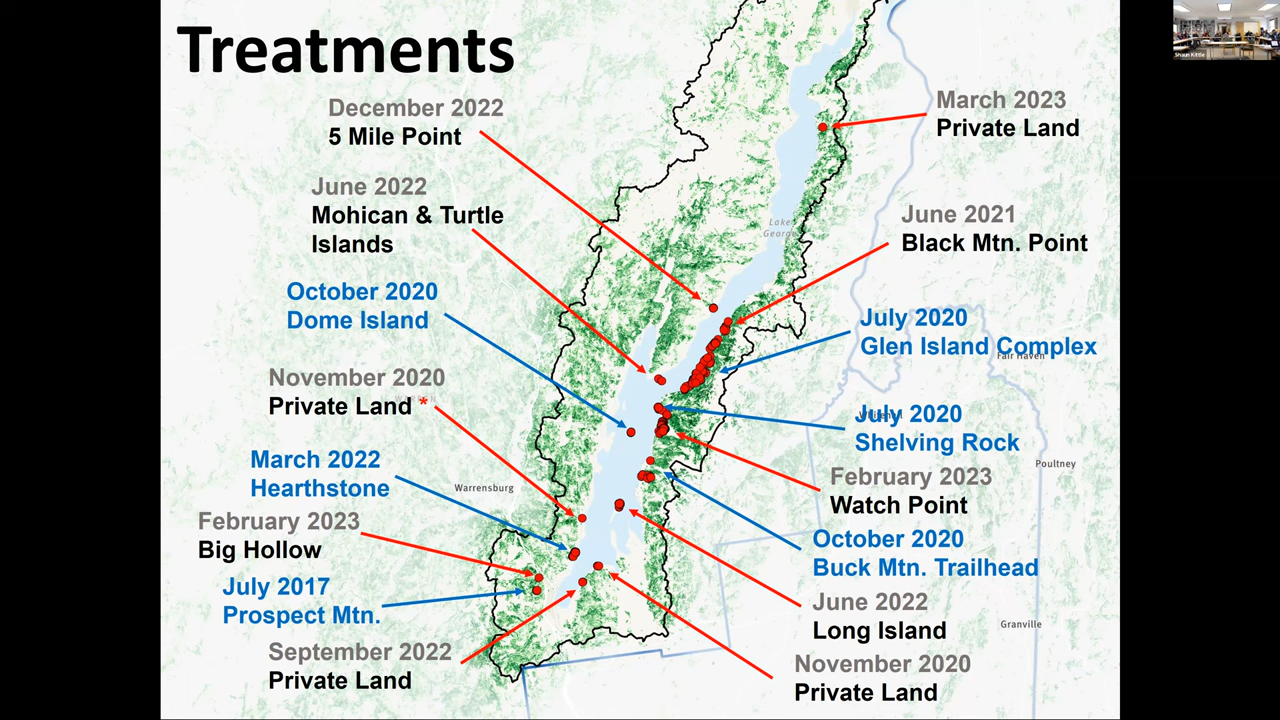 Treatments
December 2022
5 Mile Point
June 2022
Mohican & Turtle
Islands
October 2020
Dome Island
November 2020
Private Land *
March 2022
Hearthstone
February 2023
Big Hollow
July 2017
Prospect Mtn.
September 2022
Private Land
March 2023
Private Land
June 2021
Black Mtn. Point
July 2020
Glen Island Complex
July 2020
Shelving Rock
February 2023
Watch Point
October 2020
Buck Mtn. Trailhead
June 2022
Long Island
November 2020
Private Land
Lake
George
Fair Haven
Poultney
Granville
Warrensburg
Shaun Kittle